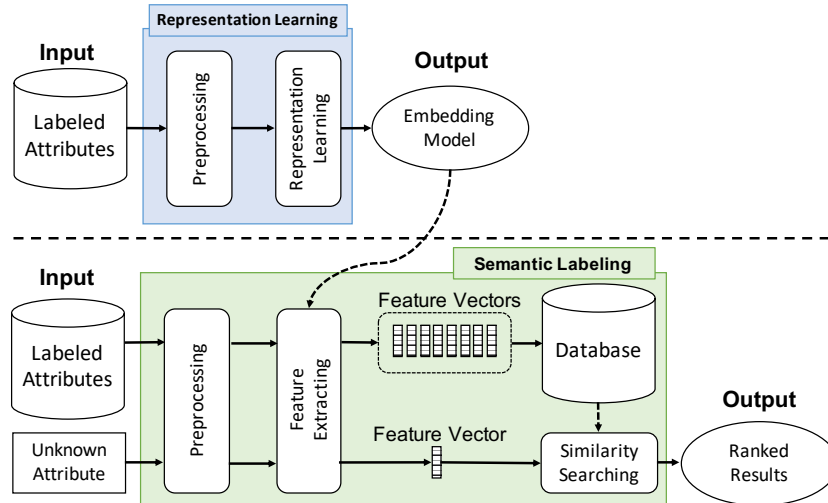 Representation Learning
Input
Output
Labeled
Attributes
Preprocessing
Representation
Learning
Embedding
Model
Semantic Labeling
Input
Labeled
Attributes
Unknown
Attribute
Preprocessing
Feature
Extracting
Feature Vectors
Database
Feature Vector
Similarity
Searching
Output
Ranked
Results